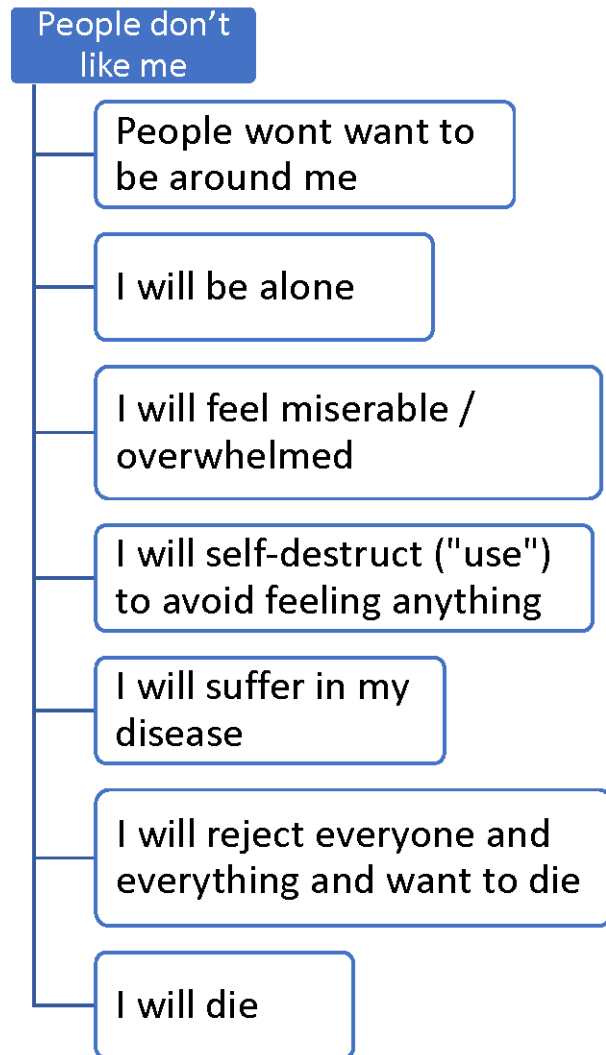 People don’t
like me
People wont want to
be around me
I will be alone
I will feel miserable /
overwhelmed
I will self-destruct ("use")
to avoid feeling anything
I will suffer in my
disease
I will reject everyone and
everything and want to die
I will die